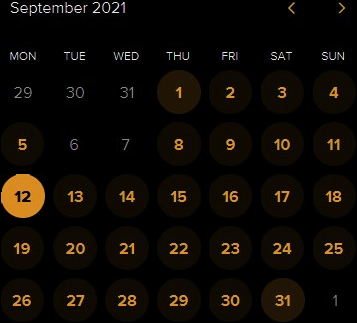 September 2021
MON TUE WED THU FRI SAT SUN
29 30 31 1 2 3 4
5 6 7 8 9 10 11
12 13 14 15 16 17 18
19 20 21 22 23 24 25
26 27 28 29 30 31 1